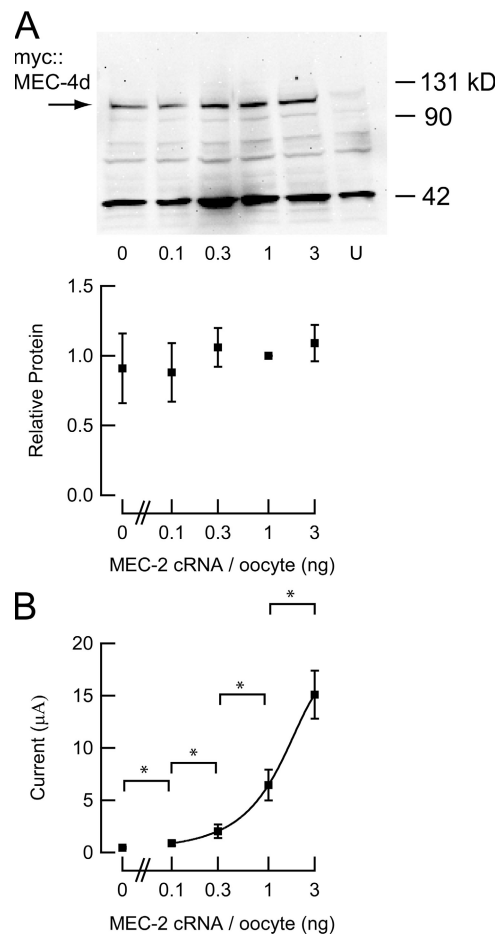 A
myc::
MEC-4d
131 kD
90
42
0 0.1 0.3 1 3 U
1.5
1.0
0.5
0.0
Relative Protein
0 0.1 0.3 1 3
MEC-2 cRNA / oocyte (ng)
B
*
*
*
*
20
15
10
5
0
Current (µA)
0 0.1 0.3 1 3
MEC-2 cRNA / oocyte (ng)